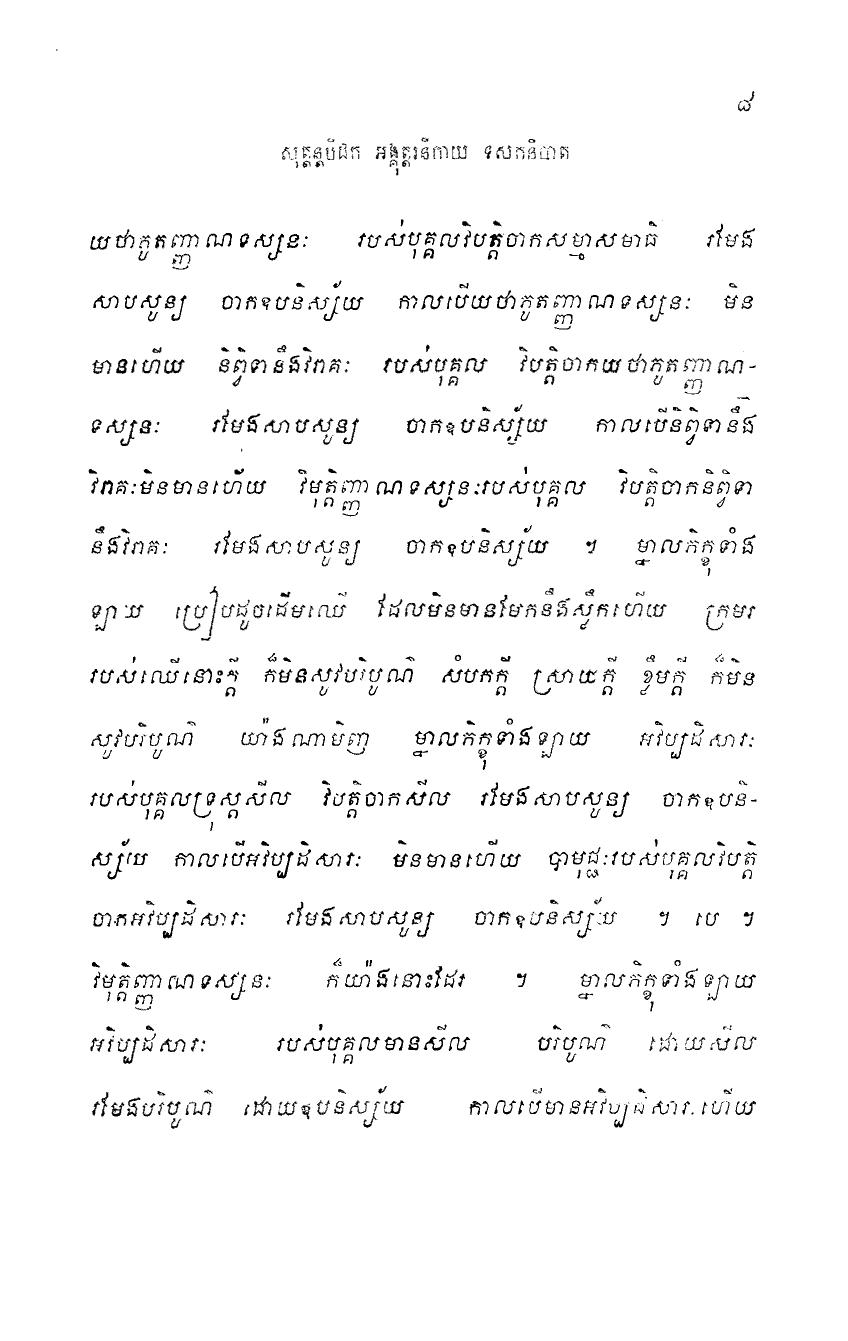 ៨
សុត្តន្តបិដក អង្គុត្តរនិកាយ ទសកនិបាត
យថាភូតញ្ញាណទស្សនៈ របស់បុគ្គលវិបត្តិចាកសម្មាសមាធិ រមែង
សាបសូន្យ ចាកឧបនិស្ស័យ កាលបើយថាភូតញ្ញាណទស្សនៈ មិន
មានហើយ និព្វិទានឹងវិរាគៈ របស់បុគ្គល វិបត្តិចាកយថាភូតញ្ញាណ-
ទស្សនៈ រមែងសាបសូន្យ ចាកឧបនិស្ស័យ កាលបើនិព្វិទានឹង
វិរាគៈមិនមានហើយ វិមុត្តិញ្ញាណទស្សនៈរបស់បុគ្គល វិបត្តិចាកនិព្វិទា
នឹងវិរាគៈ រមែងសាបសូន្យ ចាកឧបនិស្ស័យ ។ ម្នាលភិក្ខុទាំង
ឡាយ ប្រៀបដូចដើមឈើ ដែលមិនមានមែកនឹងស្លឹកហើយ ក្រមរ
របស់ឈើនោះក្តី ក៏មិនសូវបរិបូណ៌ សំបកក្តី ស្រាយក្តី ខ្លឹមក្តី ក៏មិន
សូវបរិបូណ៌ យ៉ាងណាមិញ ម្នាលភិក្ខុទាំងឡាយ អវិប្បដិសារៈ
របស់បុគ្គលទ្រុស្តសីល វិបត្តិចាកសីល រមែងសាបសូន្យ ចាកឧបនិ-
ស្ស័យ កាលបើអវិប្បដិសារៈ មិនមានហើយ បាមុជ្ជៈរបស់បុគ្គលវិបត្តិ
ចាកអវិប្បដិសារៈ រមែងសាបសូន្យ ចាកឧបនិស្ស័យ ។ បេ ។
វិមុត្តិញ្ញាណទស្សនៈ ក៏យ៉ាងនោះដែរ ។ ម្នាលភិក្ខុទាំងឡាយ
អវិប្បដិសារៈ របស់បុគ្គលមានសីល បរិបូណ៌ ដោយសីល
រមែងបរិបូណ៌ ដោយឧបនិស្ស័យ កាលបើមានអវិប្បដិសារៈហើយ